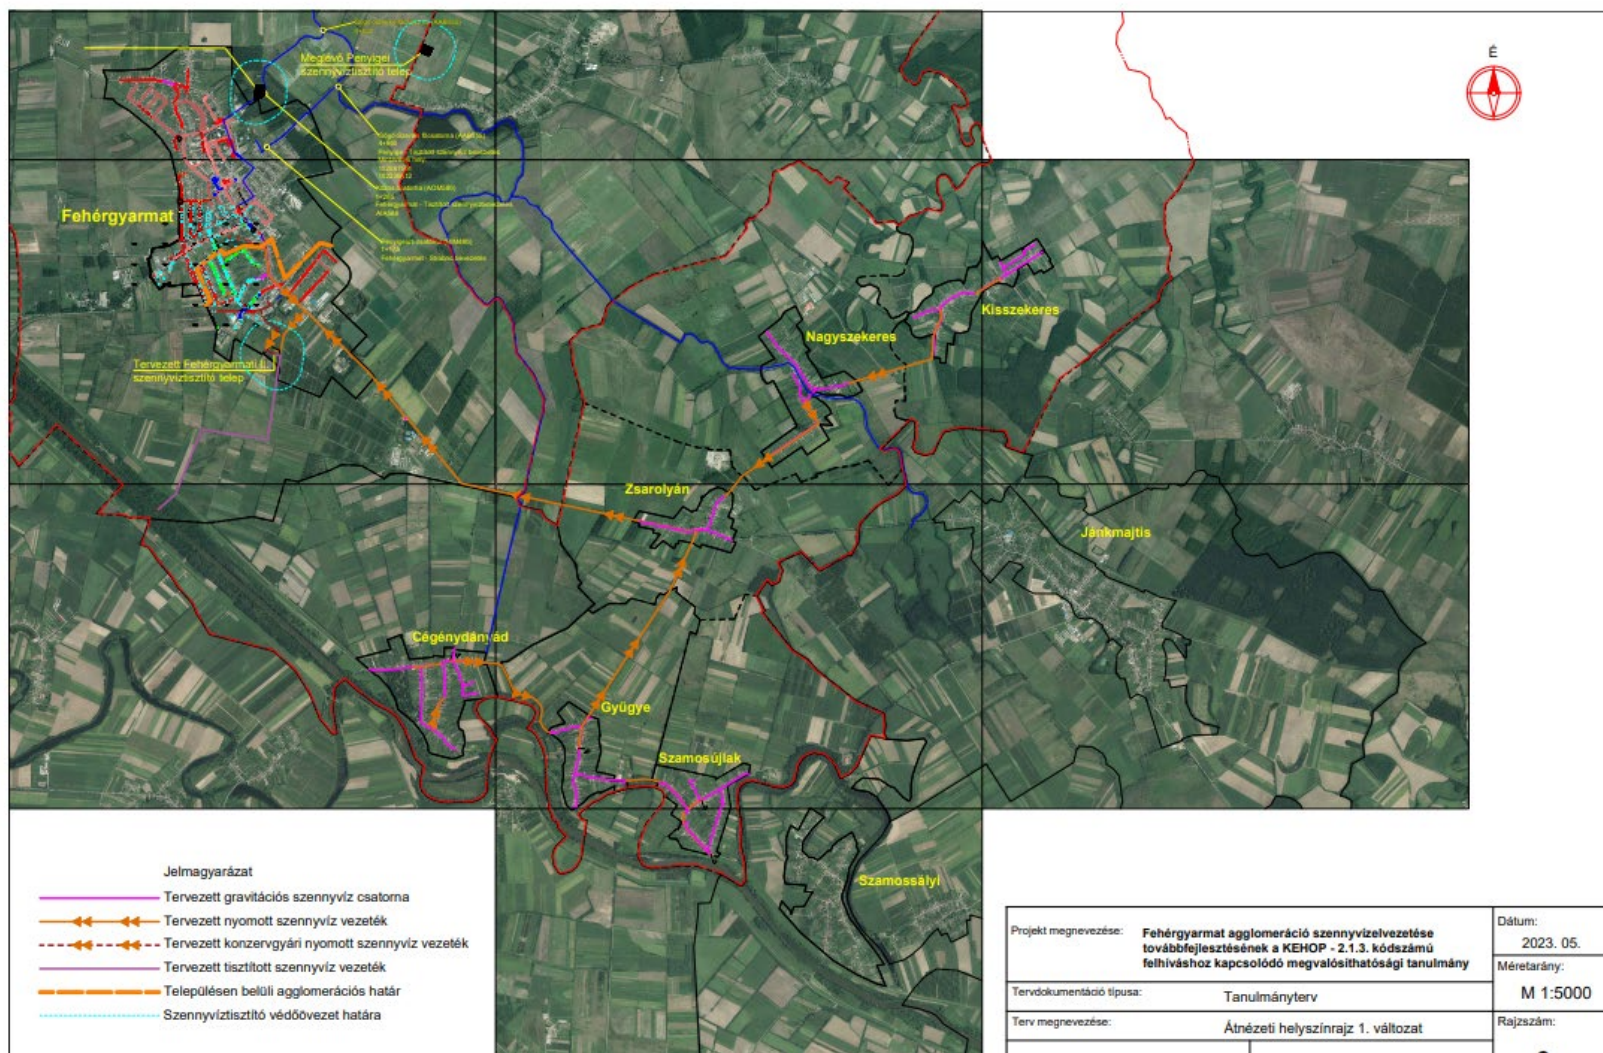 Meglévő Penyigei
szennyvíztisztító telep
É
Fehérgyarmat
Kisszekeres
Nagyszekeres
Tervezett Fehérgyarmati
szennyvíztisztító telep
Zsarolyán
Jánkmajtis
Cégénydányád
Gyügye
Szamosújlak
Szamossályi
Jelmagyarázat
Tervezett gravitációs szennyvíz csatorna
Tervezett nyomott szennyvíz vezeték
Tervezett konzervgyári nyomott szennyvíz vezeték
Tervezett tisztított szennyvíz vezeték
Településen belüli agglomerációs határ
Szennyvíztisztító védőövezet határa
Projekt megnevezése: Fehérgyarmat agglomeráció szennyvízelvezetése
továbbfejlesztésének a KEHOP - 2.1.3. kódszámú
felhíváshoz kapcsolódó megvalósíthatósági tanulmány
Dátum:
2023. 05.
Méretarány:
M 1:5000
Tervdokumentáció típusa: Tanulmányterv
Terv megnevezése: Átnézeti helyszínrajz 1. változat
Rajzszám: